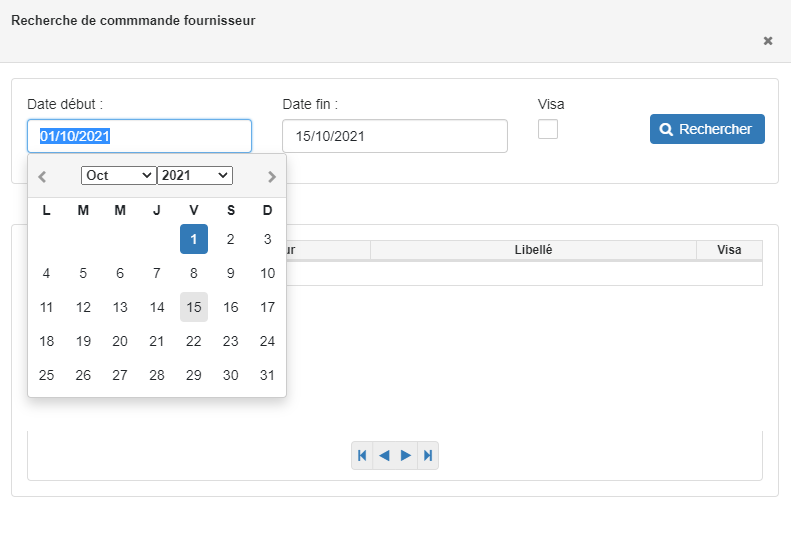 Recherche de commmande fournisseur
Date début :
Date fin :
Visa
01/10/2021
15/10/2021
Rechercher
Oct
2021
L M M J V S D
1 2 3
4 5 6 7 8 9 10
11 12 13 14 15 16 17
18 19 20 21 22 23 24
25 26 27 28 29 30 31
ur
Libellé
Visa